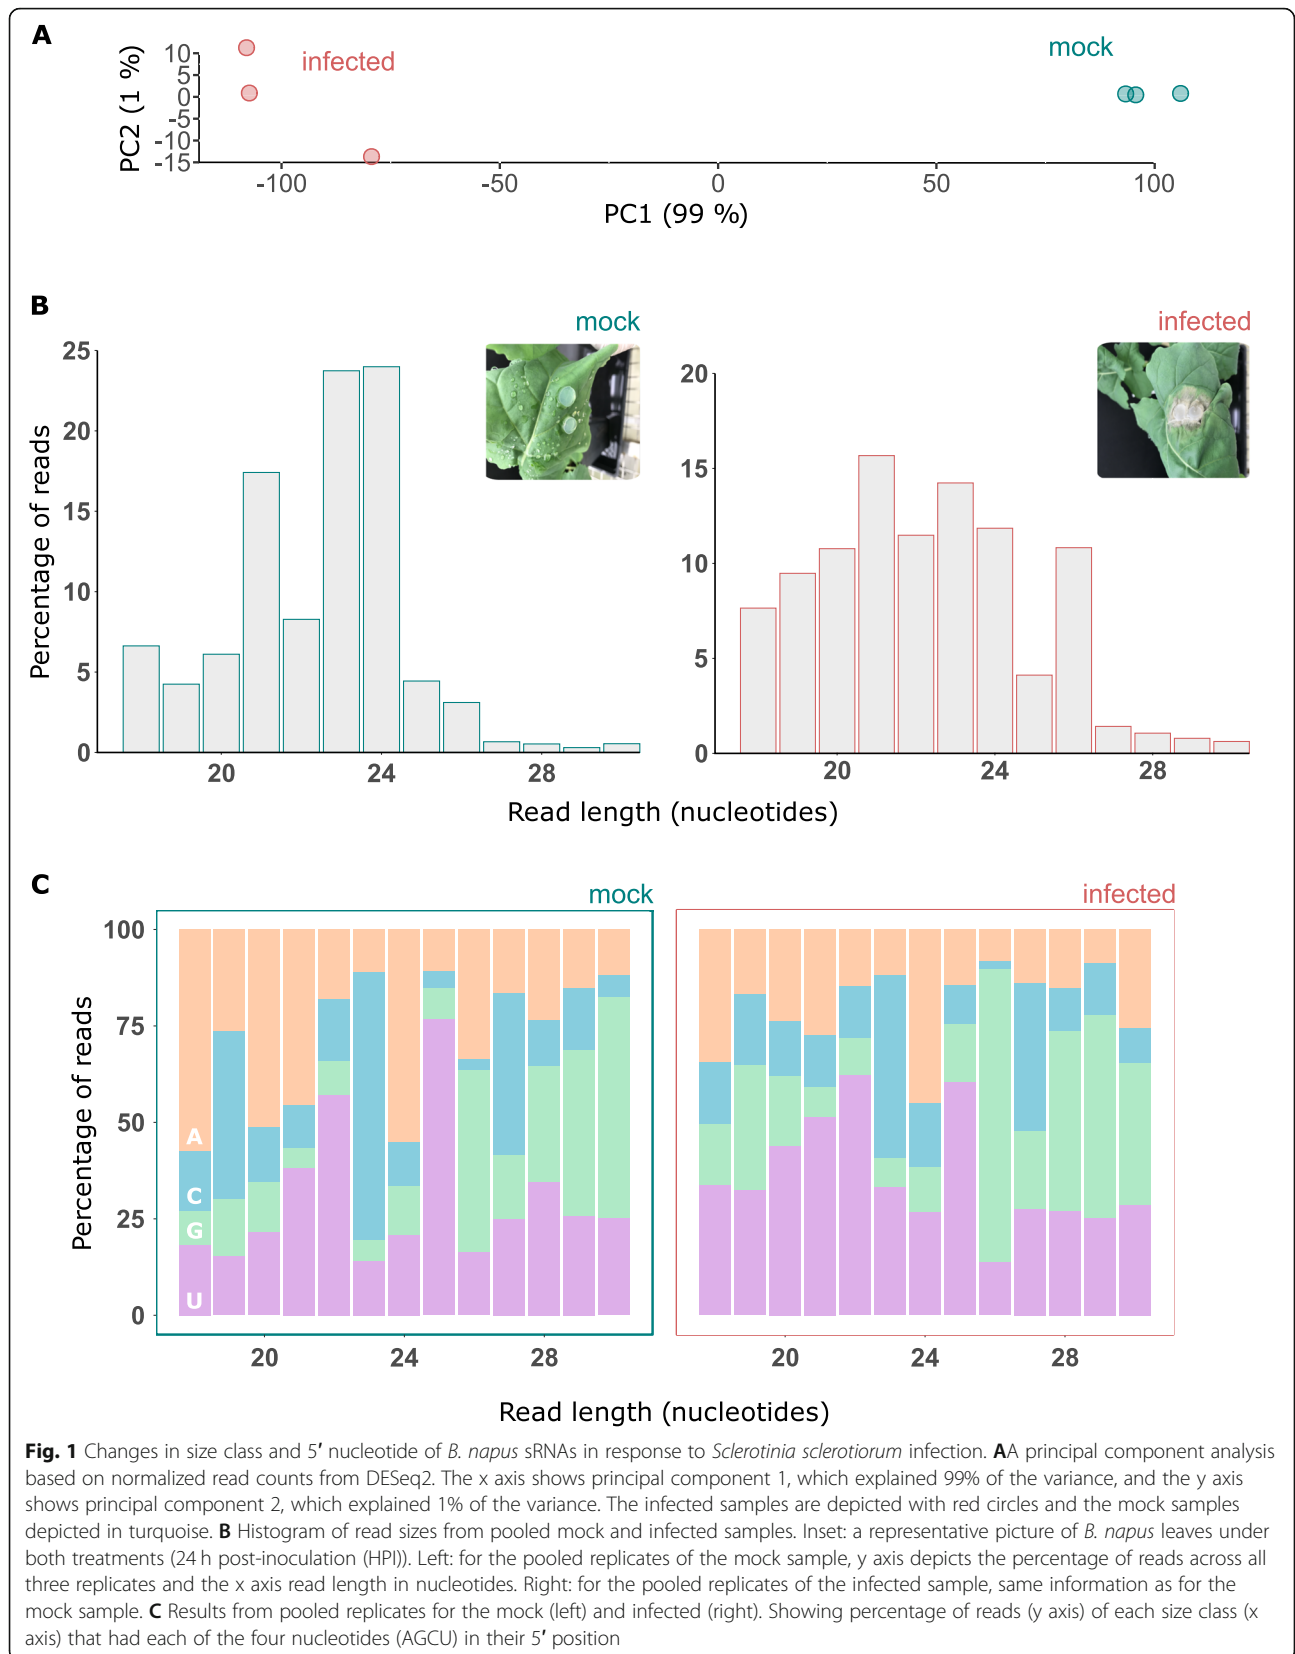 A
PC2 (1 %)
10
5
0
-5
-10
-15
infected
mock
-100
-50
0
50
100
PC1 (99 %)
B
mock
infected
Percentage of reads
25
20
15
10
5
0
20
15
10
5
0
20
24
28
20
24
28
Read length (nucleotides)
C
mock
infected
Percentage of reads
100
75
50
25
0
A
C
G
U
20
24
28
20
24
28
Read length (nucleotides)
Fig. 1 Changes in size class and 5′ nucleotide of B. napus sRNAs in response to Sclerotinia sclerotiorum infection. AA principal component analysis
based on normalized read counts from DESeq2. The x axis shows principal component 1, which explained 99% of the variance, and the y axis
shows principal component 2, which explained 1% of the variance. The infected samples are depicted with red circles and the mock samples
depicted in turquoise. B Histogram of read sizes from pooled mock and infected samples. Inset: a representative picture of B. napus leaves under
both treatments (24 h post-inoculation (HPI)). Left: for the pooled replicates of the mock sample, y axis depicts the percentage of reads across all
three replicates and the x axis read length in nucleotides. Right: for the pooled replicates of the infected sample, same information as for the
mock sample. C Results from pooled replicates for the mock (left) and infected (right). Showing percentage of reads (y axis) of each size class (x
axis) that had each of the four nucleotides (AGCU) in their 5′ position